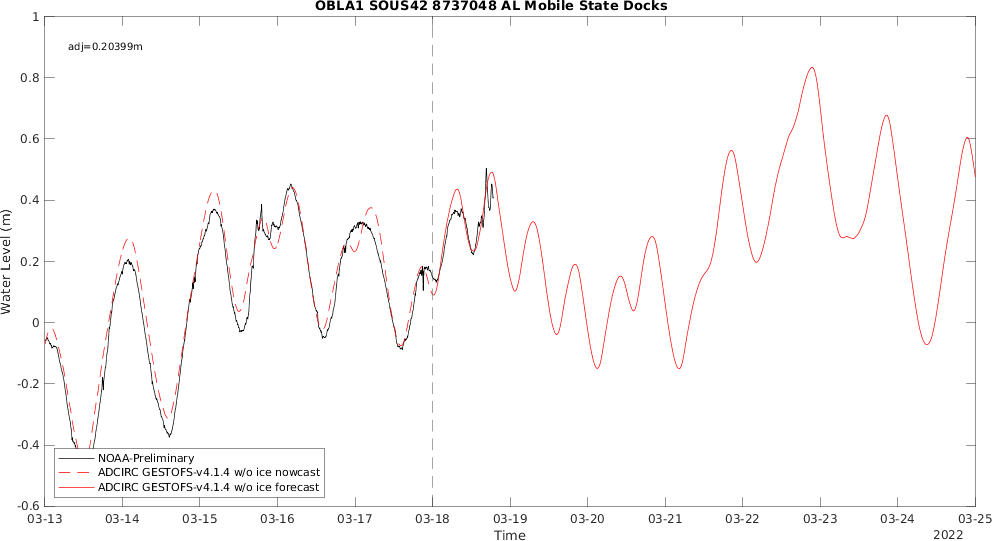 OBLA1 SOUS42 8737048 AL Mobile State Docks
adj=0.20399m
Water Level (m)
1
0.8
0.6
0.4
0.2
0
-0.2
-0.4
-0.6
NOAA-Preliminary
ADCIRC GESTOFS-v4.1.4 w/o ice nowcast
ADCIRC GESTOFS-v4.1.4 w/o ice forecast
03-13 03-14 03-15 03-16 03-17 03-18 03-19 03-20 03-21 03-22 03-23 03-24 03-25
Time
2022